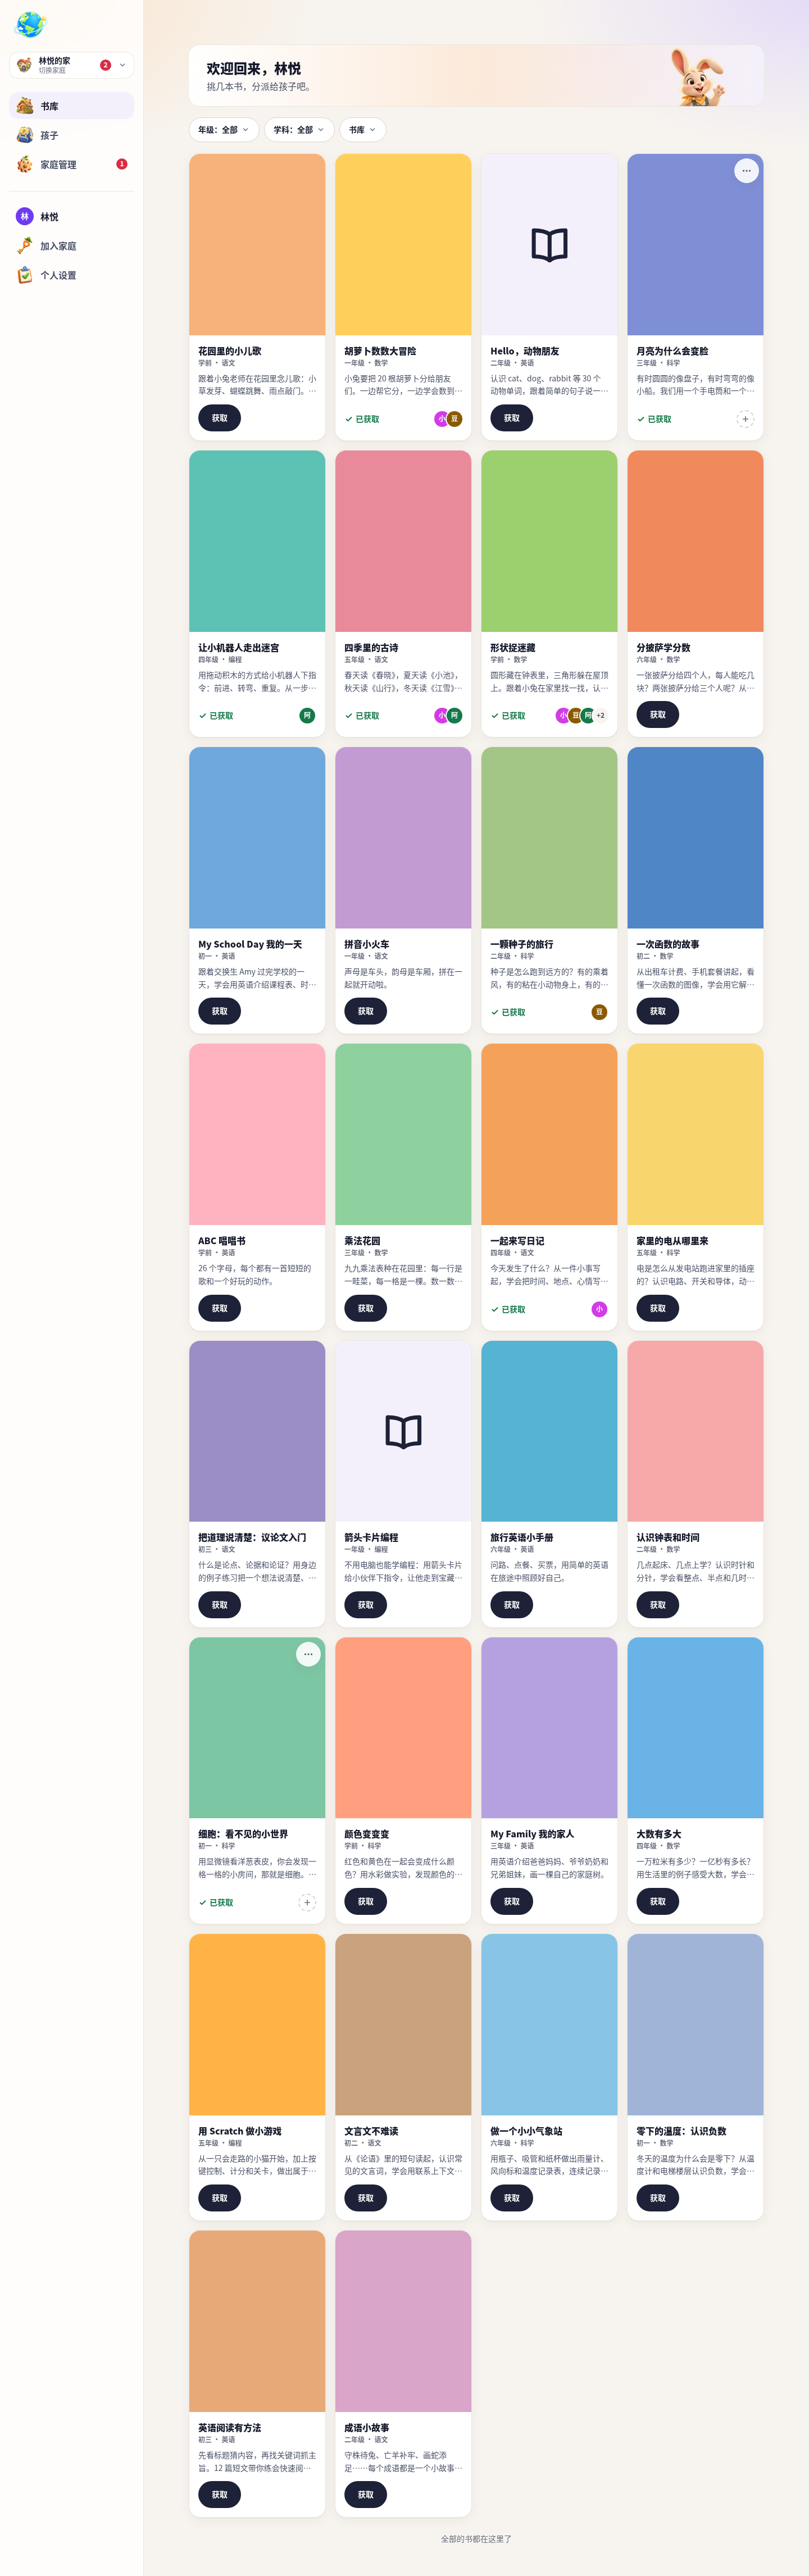 林悦的家
切换家庭
2
书库
孩子
家庭管理
1
林
林悦
加入家庭
个人设置
欢迎回来，林悦
挑几本书，分派给孩子吧。
年级：全部
学科：全部
书库
花园里的小儿歌
学前 · 语文
跟着小兔老师在花园里念儿歌：小
草发芽、蝴蝶跳舞、雨点敲门。…
获取
胡萝卜数数大冒险
一年级 · 数学
小兔要把 20 根胡萝卜分给朋友
们。一边帮它分，一边学会数到…
已获取
小
豆
Hello，动物朋友
二年级 · 英语
认识 cat、dog、rabbit 等 30 个
动物单词，跟着简单的句子说一…
获取
月亮为什么会变脸
三年级 · 科学
有时圆圆的像盘子，有时弯弯的像
小船。我们用一个手电筒和一个…
已获取
让小机器人走出迷宫
四年级 · 编程
用拖动积木的方式给小机器人下指
令：前进、转弯、重复。从一步…
已获取
阿
四季里的古诗
五年级 · 语文
春天读《春晓》，夏天读《小池》，
秋天读《山行》，冬天读《江雪》…
已获取
小
阿
形状捉迷藏
学前 · 数学
圆形藏在钟表里，三角形躲在屋顶
上。跟着小兔在家里找一找，认…
已获取
小
豆
阿
+2
分披萨学分数
六年级 · 数学
一张披萨分给四个人，每人能吃几
块？两张披萨分给三个人呢？从…
获取
My School Day 我的一天
初一 · 英语
跟着交换生 Amy 过完学校的一
天，学会用英语介绍课程表、时…
获取
拼音小火车
一年级 · 语文
声母是车头，韵母是车厢，拼在一
起就开动啦。
获取
一颗种子的旅行
二年级 · 科学
种子是怎么跑到远方的？有的乘着
风，有的粘在小动物身上，有的…
已获取
豆
一次函数的故事
初二 · 数学
从出租车计费、手机套餐讲起，看
懂一次函数的图像，学会用它解…
获取
ABC 唱唱书
学前 · 英语
26 个字母，每个都有一首短短的
歌和一个好玩的动作。
获取
乘法花园
三年级 · 数学
九九乘法表种在花园里：每一行是
一畦菜，每一格是一棵。数一数…
获取
一起来写日记
四年级 · 语文
今天发生了什么？从一件小事写
起，学会把时间、地点、心情写…
已获取
小
家里的电从哪里来
五年级 · 科学
电是怎么从发电站跑进家里的插座
的？认识电路、开关和导体，动…
获取
把道理说清楚：议论文入门
初三 · 语文
什么是论点、论据和论证？用身边
的例子练习把一个想法说清楚、…
获取
箭头卡片编程
一年级 · 编程
不用电脑也能学编程：用箭头卡片
给小伙伴下指令，让他走到宝藏…
获取
旅行英语小手册
六年级 · 英语
问路、点餐、买票，用简单的英语
在旅途中照顾好自己。
获取
认识钟表和时间
二年级 · 数学
几点起床、几点上学？认识时针和
分针，学会看整点、半点和几时…
获取
细胞：看不见的小世界
初一 · 科学
用显微镜看洋葱表皮，你会发现一
格一格的小房间，那就是细胞。…
已获取
颜色变变变
学前 · 科学
红色和黄色在一起会变成什么颜
色？用水彩做实验，发现颜色的…
获取
My Family 我的家人
三年级 · 英语
用英语介绍爸爸妈妈、爷爷奶奶和
兄弟姐妹，画一棵自己的家庭树。
获取
大数有多大
四年级 · 数学
一万粒米有多少？一亿秒有多长？
用生活里的例子感受大数，学会…
获取
用 Scratch 做小游戏
五年级 · 编程
从一只会走路的小猫开始，加上按
键控制、计分和关卡，做出属于…
获取
文言文不难读
初二 · 语文
从《论语》里的短句读起，认识常
见的文言词，学会用联系上下文…
获取
做一个小小气象站
六年级 · 科学
用瓶子、吸管和纸杯做出雨量计、
风向标和温度记录表，连续记录…
获取
零下的温度：认识负数
初一 · 数学
冬天的温度为什么会是零下？从温
度计和电梯楼层认识负数，学会…
获取
英语阅读有方法
初三 · 英语
先看标题猜内容，再找关键词抓主
旨。12 篇短文带你练会快速阅…
获取
成语小故事
二年级 · 语文
守株待兔、亡羊补牢、画蛇添
足……每个成语都是一个小故事…
获取
全部的书都在这里了